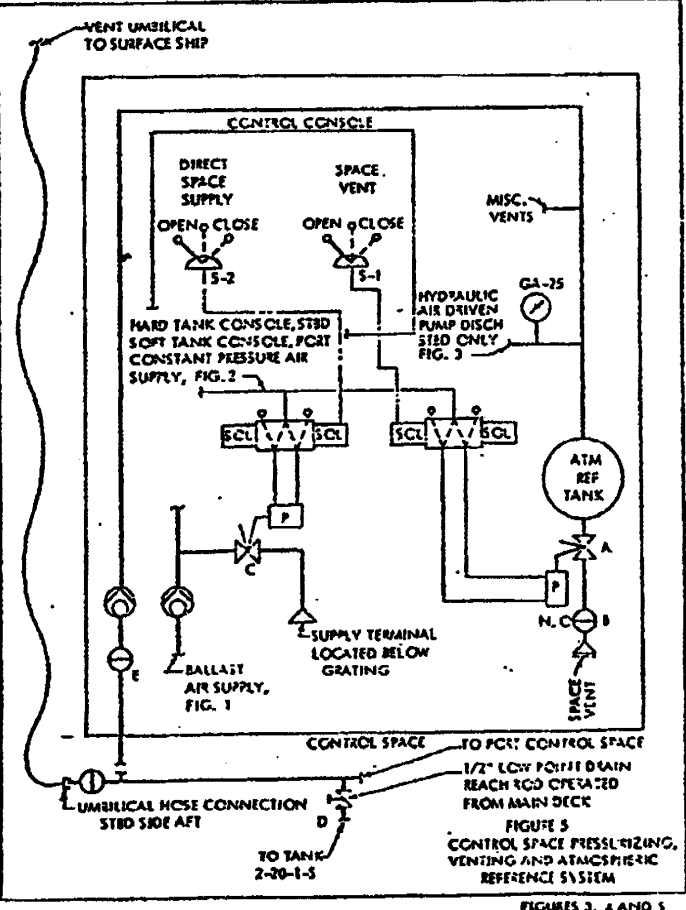 VENT UMBILICAL
TO SURFACE SHIP
CONTROL CONSOLE
DIRECT
SPACE
SUPPLY
SPACE
VENT
MISC.
VENTS
OPEN CLOSE
OPEN CLOSE
S-2
S-1
GA-25
HYDRAULIC
AIR DRIVEN
PUMP DISCH
STBD ONLY
FIG. 3
HARD TANK CONSOLE, STBD
SOFT TANK CONSOLE, PORT
CONSTANT PRESSURE AIR
SUPPLY, FIG. 2
SOL
SOL
SOL
SOL
ATM
REF
TANK
P
C
A
P
N.C
B
SUPPLY TERMINAL
LOCATED BELOW
GRATING
SPACE
VENT
E
BALLAST
AIR SUPPLY,
FIG. 1
CONTROL SPACE
TO PORT CONTROL SPACE
1/2" LOW POINT DRAIN
REACH ROD OPERATED
FROM MAIN DECK
UMBILICAL HOSE CONNECTION
STBD SIDE AFT
D
TO TANK
2-20-1-S
FIGURE 5
CONTROL SPACE PRESSURIZING,
VENTING AND ATMOSPHERIC
REFERENCE SYSTEM
FIGURES 3, 4 AND 5